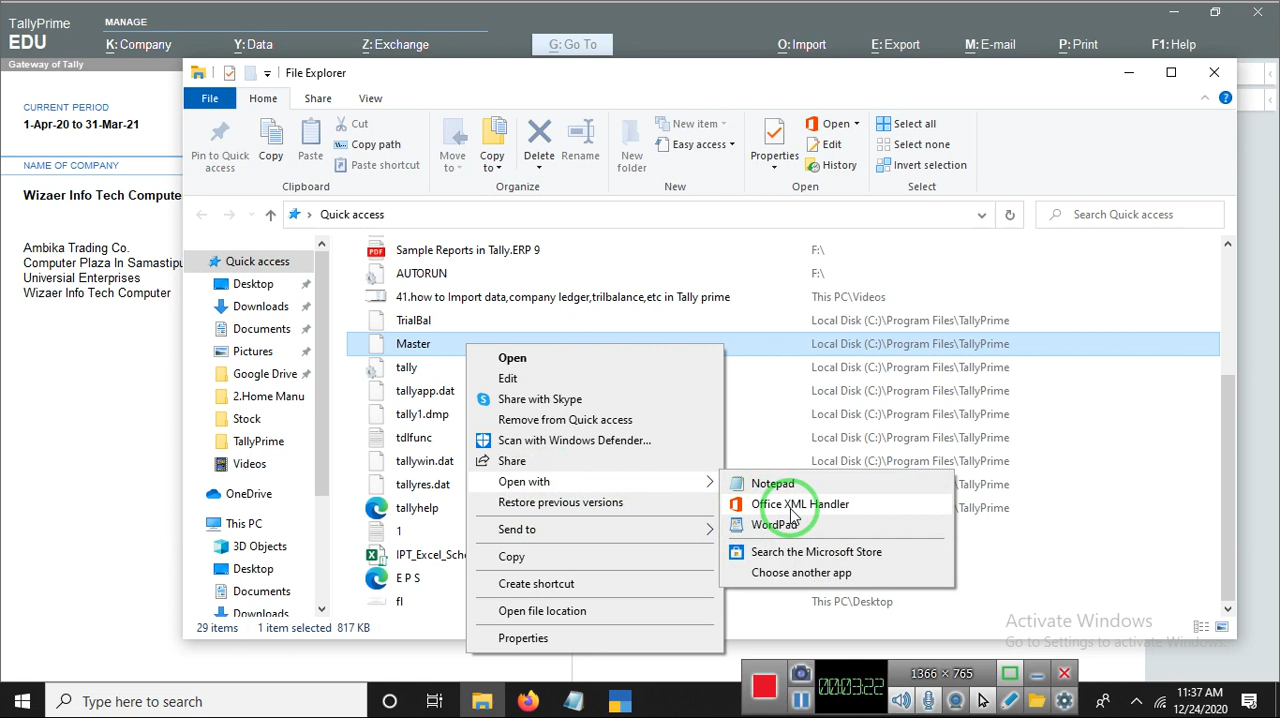 TallyPrime
EDU
MANAGE
K: Company
Y: Data
Z: Exchange
G: Go To
O: Import
E: Export
M: E-mail
P: Print
F1: Help
Gateway of Tally
CURRENT PERIOD
1-Apr-20 to 31-Mar-21
NAME OF COMPANY
Wizaer Info Tech Compute
Ambika Trading Co.
Computer Plaza In Samastipu
Universial Enterprises
Wizaer Info Tech Computer
File Explorer
File
Home
Share
View
Pin to Quick access
Copy
Paste
Cut
Copy path
Paste shortcut
Clipboard
Move to
Copy to
Delete
Rename
Organize
New folder
New item
Easy access
New
Properties
Open
Edit
History
Open
Select all
Select none
Invert selection
Select
Quick access
Search Quick access
Quick access
Desktop
Downloads
Documents
Pictures
Google Drive
2.Home Manu
Stock
TallyPrime
Videos
OneDrive
This PC
3D Objects
Desktop
Documents
Downloads
Sample Reports in Tally.ERP 9 F:\
AUTORUN F:\
41.how to Import data,company ledger,trilbalance,etc in Tally prime This PC\Videos
TrialBal Local Disk (C:)\Program Files\TallyPrime
Master Local Disk (C:)\Program Files\TallyPrime
tally Local Disk (C:)\Program Files\TallyPrime
tallyapp.dat Local Disk (C:)\Program Files\TallyPrime
tally1.dmp Local Disk (C:)\Program Files\TallyPrime
tdlfunc Local Disk (C:)\Program Files\TallyPrime
tallywin.dat Local Disk (C:)\Program Files\TallyPrime
tallyres.dat \TallyPrime
tallyhelp \TallyPrime
1
IPT_Excel_Sche
E P S
fl This PC\Desktop
Open
Edit
Share with Skype
Remove from Quick access
Scan with Windows Defender...
Share
Open with
Restore previous versions
Send to
Copy
Create shortcut
Open file location
Properties
Notepad
Office XML Handler
WordPad
Search the Microsoft Store
Choose another app
29 items 1 item selected 817 KB
Activate Windows
Go to Settings to activate Windows.
00:03:22
1366 × 765
Type here to search
11:37 AM
12/24/2020